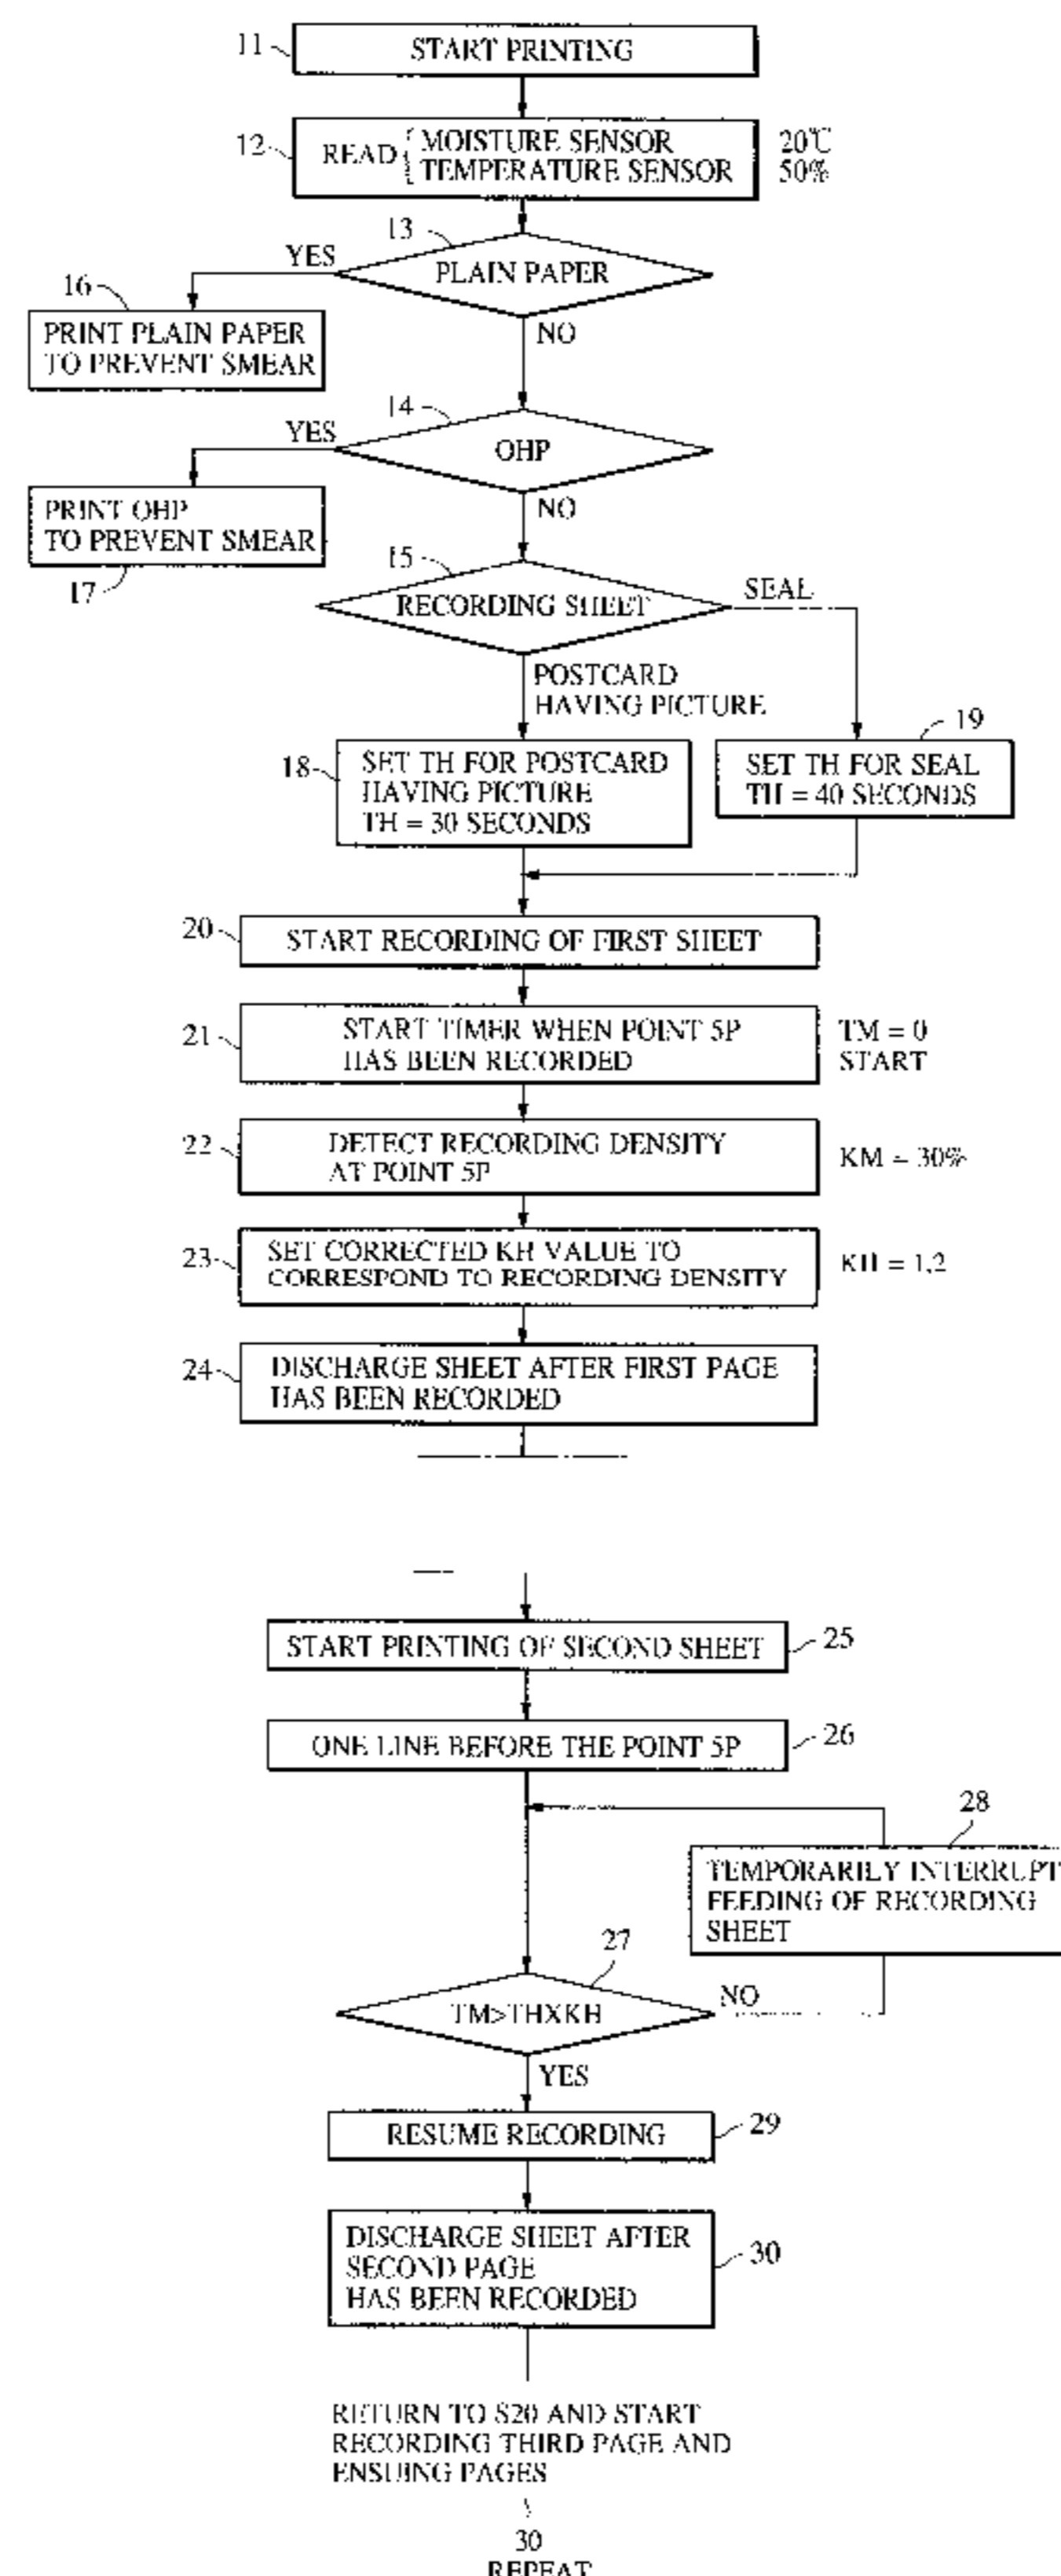 11
START PRINTING
12
READ
MOISTURE SENSOR
TEMPERATURE SENSOR
20℃
50%
13
PLAIN PAPER
YES
NO
16
PRINT PLAIN PAPER
TO PREVENT SMEAR
14
OHP
YES
NO
PRINT OHP
TO PREVENT SMEAR
17
15
RECORDING SHEET
SEAL
POSTCARD
HAVING PICTURE
18
SET TH FOR POSTCARD
HAVING PICTURE
TH = 30 SECONDS
19
SET TH FOR SEAL
TH = 40 SECONDS
20
START RECORDING OF FIRST SHEET
21
START TIMER WHEN POINT 5P
HAS BEEN RECORDED
TM = 0
START
22
DETECT RECORDING DENSITY
AT POINT 5P
KM = 30%
23
SET CORRECTED KH VALUE TO
CORRESPOND TO RECORDING DENSITY
KH = 1.2
24
DISCHARGE SHEET AFTER FIRST PAGE
HAS BEEN RECORDED
START PRINTING OF SECOND SHEET
25
ONE LINE BEFORE THE POINT 5P
26
28
TEMPORARILY INTERRUPT
FEEDING OF RECORDING
SHEET
27
TM>THXKH
NO
YES
RESUME RECORDING
29
DISCHARGE SHEET AFTER
SECOND PAGE
HAS BEEN RECORDED
30
RETURN TO S20 AND START
RECORDING THIRD PAGE AND
ENSUING PAGES
30
REPEAT